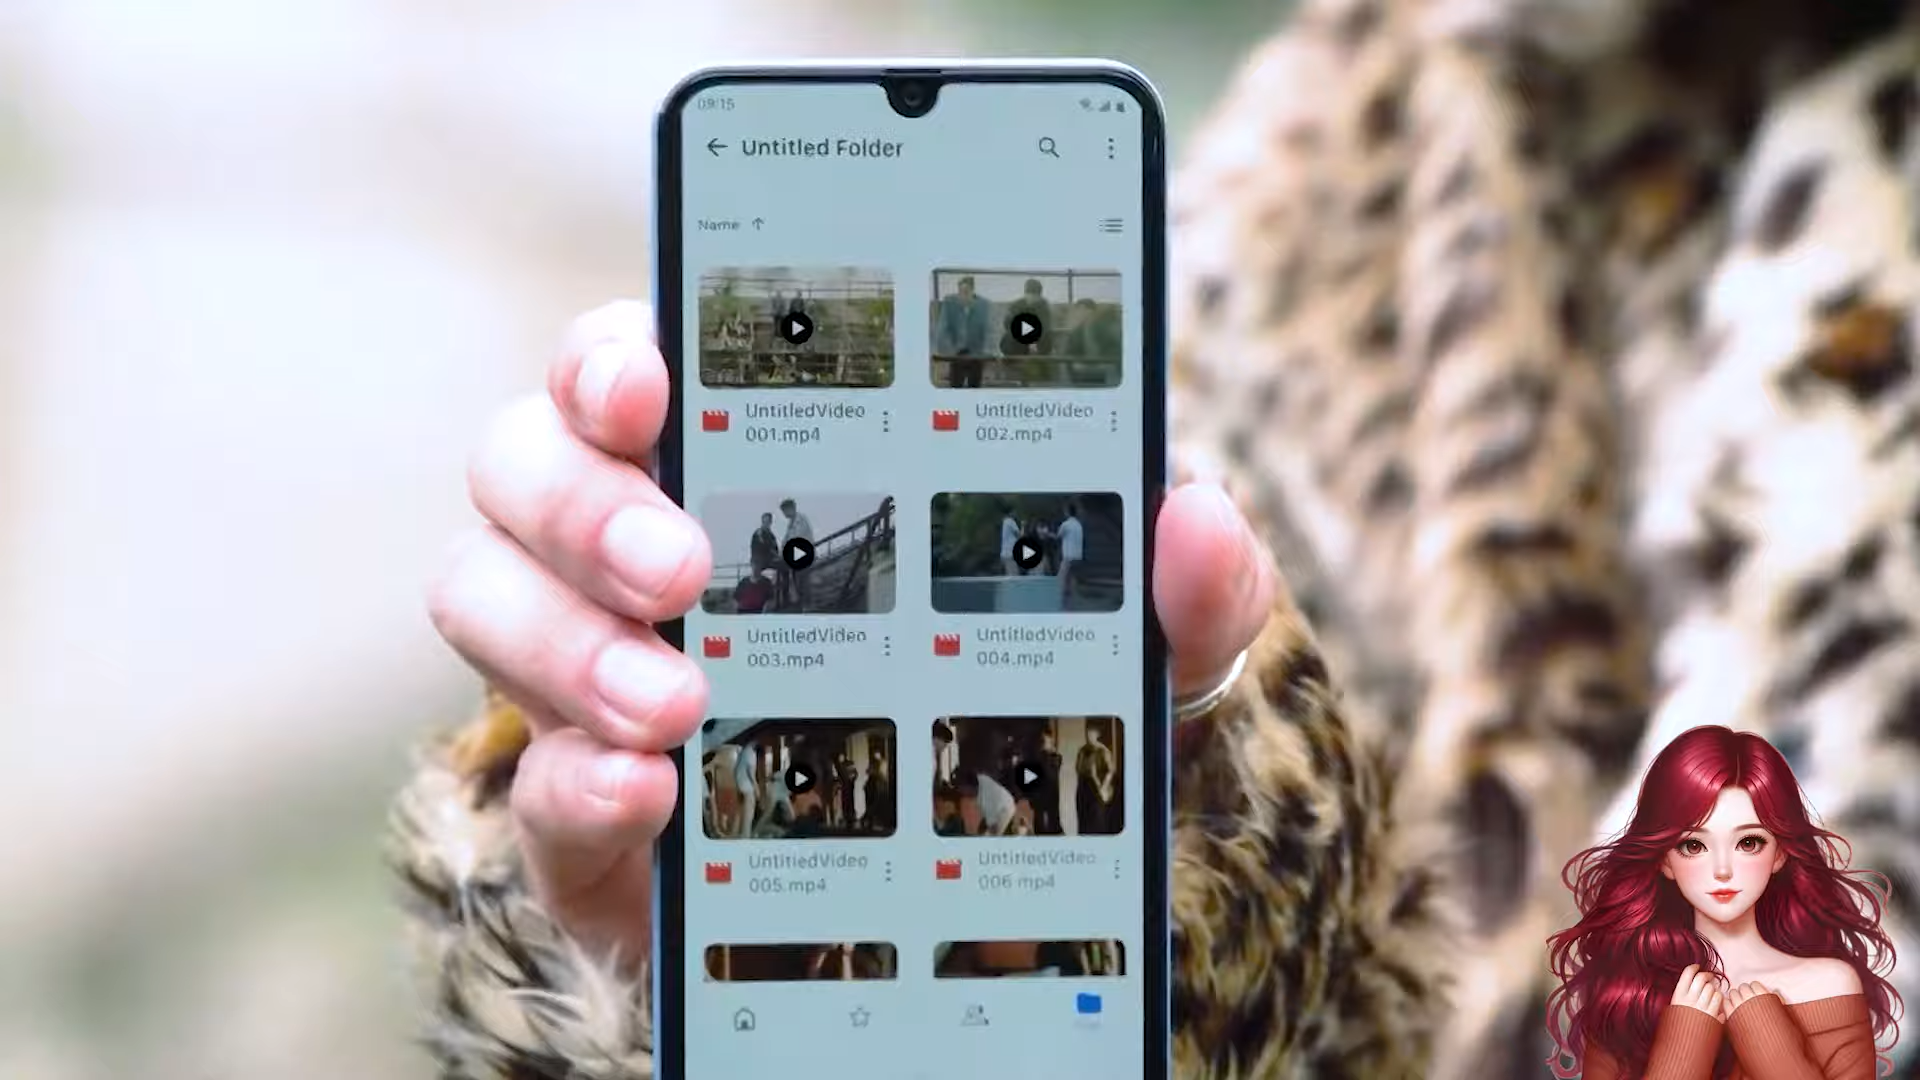 09:15
Untitled Folder
Name
UntitledVideo
001.mp4
UntitledVideo
002.mp4
UntitledVideo
003.mp4
UntitledVideo
004.mp4
UntitledVideo
005.mp4
UntitledVideo
006.mp4